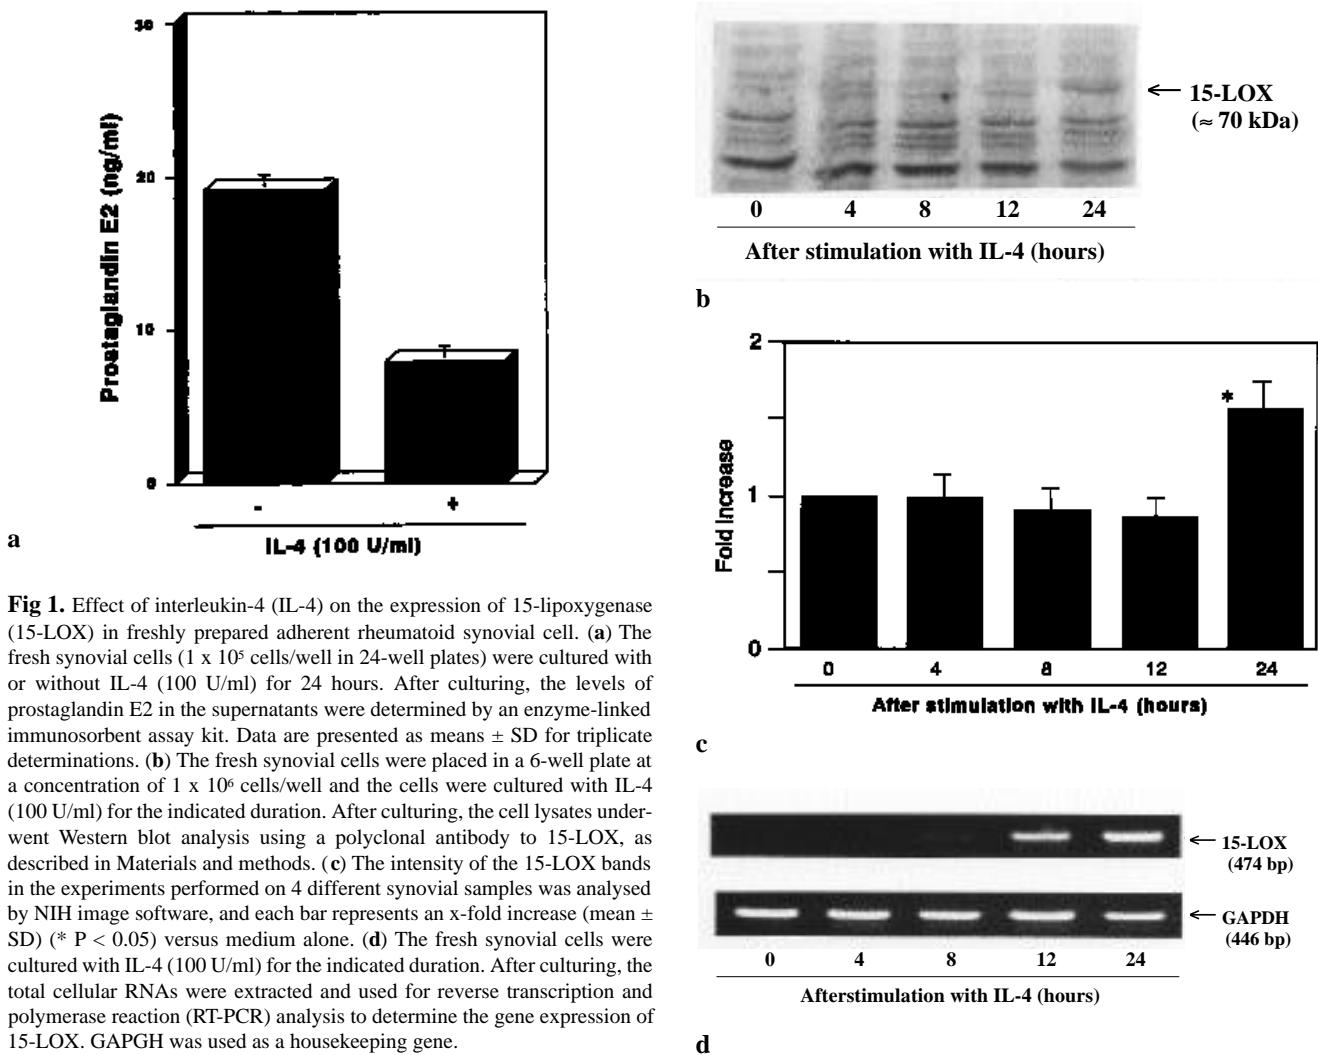 30
20
10
0
Prostaglandin E2 (ng/ml)
-
+
IL-4 (100 U/ml)
a
Fig 1. Effect of interleukin-4 (IL-4) on the expression of 15-lipoxygenase
(15-LOX) in freshly prepared adherent rheumatoid synovial cell. (a) The
fresh synovial cells (1 x 10⁵ cells/well in 24-well plates) were cultured with
or without IL-4 (100 U/ml) for 24 hours. After culturing, the levels of
prostaglandin E2 in the supernatants were determined by an enzyme-linked
immunosorbent assay kit. Data are presented as means ± SD for triplicate
determinations. (b) The fresh synovial cells were placed in a 6-well plate at
a concentration of 1 x 10⁶ cells/well and the cells were cultured with IL-4
(100 U/ml) for the indicated duration. After culturing, the cell lysates under-
went Western blot analysis using a polyclonal antibody to 15-LOX, as
described in Materials and methods. (c) The intensity of the 15-LOX bands
in the experiments performed on 4 different synovial samples was analysed
by NIH image software, and each bar represents an x-fold increase (mean ±
SD) (* P < 0.05) versus medium alone. (d) The fresh synovial cells were
cultured with IL-4 (100 U/ml) for the indicated duration. After culturing, the
total cellular RNAs were extracted and used for reverse transcription and
polymerase reaction (RT-PCR) analysis to determine the gene expression of
15-LOX. GAPGH was used as a housekeeping gene.
← 15-LOX
(≈ 70 kDa)
0 4 8 12 24
After stimulation with IL-4 (hours)
b
2
1
0
Fold Increase
*
0 4 8 12 24
After stimulation with IL-4 (hours)
c
← 15-LOX
(474 bp)
← GAPDH
(446 bp)
0 4 8 12 24
Afterstimulation with IL-4 (hours)
d